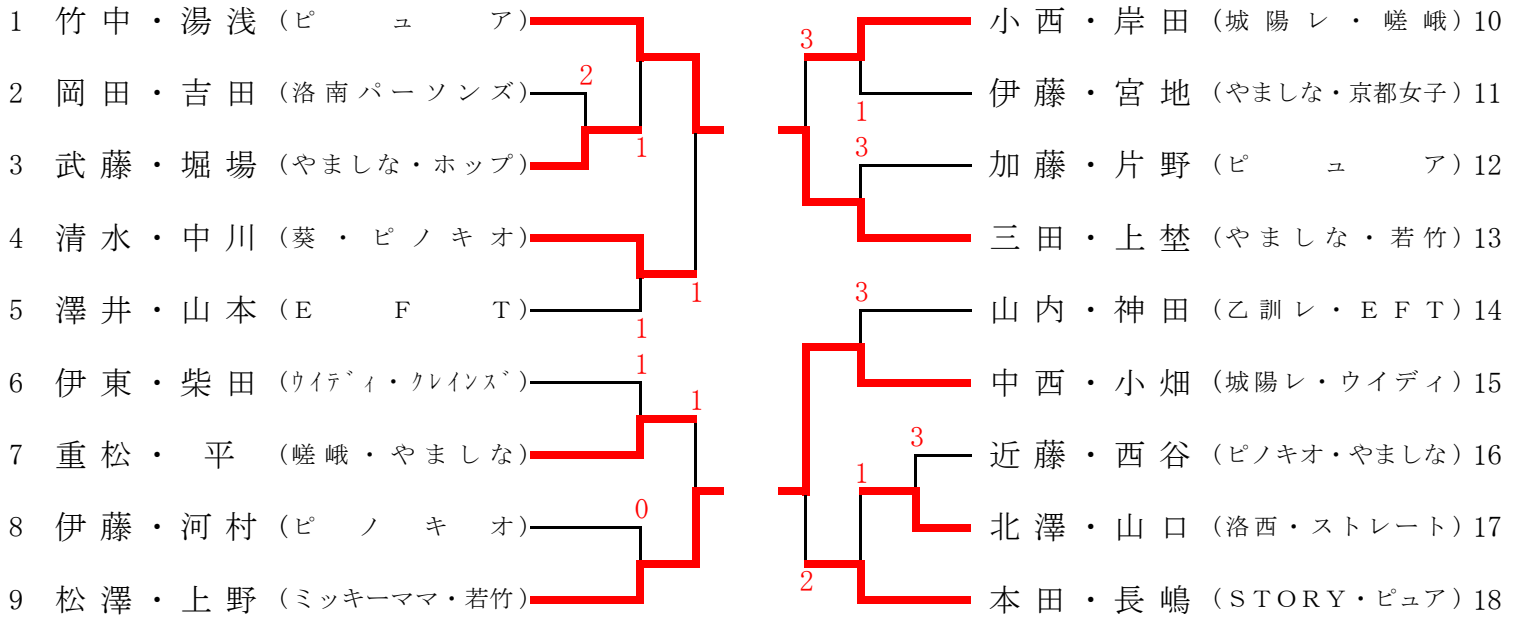 1 竹中・湯浅 (ピュア)
2 岡田・吉田 (洛南パーソンズ)
3 武藤・堀場 (やましな・ホップ)
4 清水・中川 (葵・ピノキオ)
5 澤井・山本 (EFT)
6 伊東・柴田 (ｳｲﾃﾞｨ・ｸﾚｲﾝｽﾞ)
7 重松・平 (嵯峨・やましな)
8 伊藤・河村 (ピノキオ)
9 松澤・上野 (ミッキーママ・若竹)
2
1
1
1
1
1
0
3
1
3
3
3
1
2
小西・岸田 (城陽レ・嵯峨) 10
伊藤・宮地 (やましな・京都女子) 11
加藤・片野 (ピュア) 12
三田・上埜 (やましな・若竹) 13
山内・神田 (乙訓レ・EFT) 14
中西・小畑 (城陽レ・ウイディ) 15
近藤・西谷 (ピノキオ・やましな) 16
北澤・山口 (洛西・ストレート) 17
本田・長嶋 (STORY・ピュア) 18